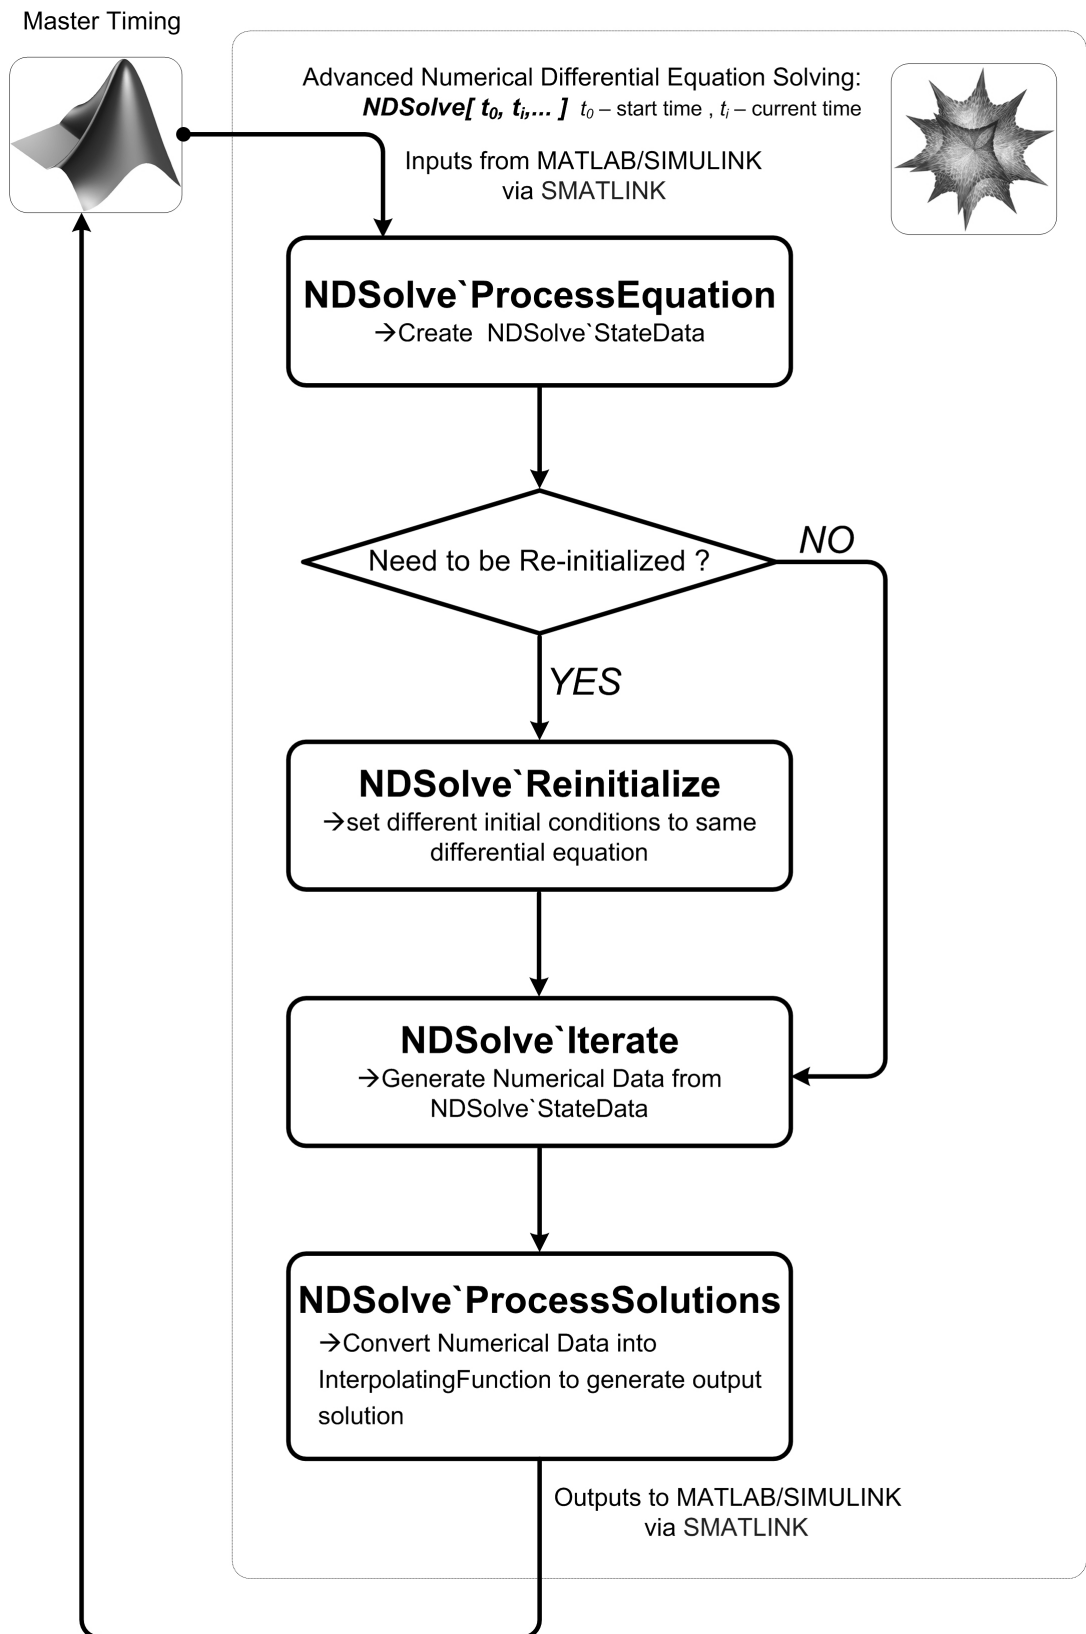 Master Timing
Advanced Numerical Differential Equation Solving:
NDSolve[ t0, ti,... ] t0 – start time , ti – current time
Inputs from MATLAB/SIMULINK
via SMATLINK
NDSolve`ProcessEquation
→Create NDSolve`StateData
Need to be Re-initialized ?
NO
YES
NDSolve`Reinitialize
→set different initial conditions to same
differential equation
NDSolve`Iterate
→Generate Numerical Data from
NDSolve`StateData
NDSolve`ProcessSolutions
→Convert Numerical Data into
InterpolatingFunction to generate output
solution
Outputs to MATLAB/SIMULINK
via SMATLINK